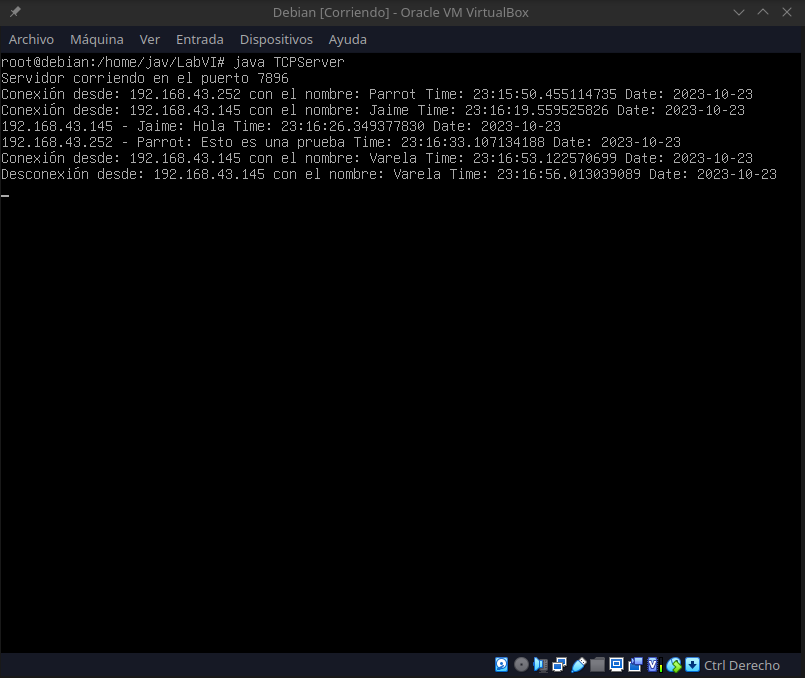 Debian [Corriendo] - Oracle VM VirtualBox
Archivo Máquina Ver Entrada Dispositivos Ayuda
root@debian:/home/jav/LabVI# java TCPServer
Servidor corriendo en el puerto 7896
Conexión desde: 192.168.43.252 con el nombre: Parrot Time: 23:15:50.455114735 Date: 2023-10-23
Conexión desde: 192.168.43.145 con el nombre: Jaime Time: 23:16:19.559525826 Date: 2023-10-23
192.168.43.145 - Jaime: Hola Time: 23:16:26.349377830 Date: 2023-10-23
192.168.43.252 - Parrot: Esto es una prueba Time: 23:16:33.107134188 Date: 2023-10-23
Conexión desde: 192.168.43.145 con el nombre: Varela Time: 23:16:53.122570699 Date: 2023-10-23
Desconexión desde: 192.168.43.145 con el nombre: Varela Time: 23:16:56.013039089 Date: 2023-10-23
Ctrl Derecho